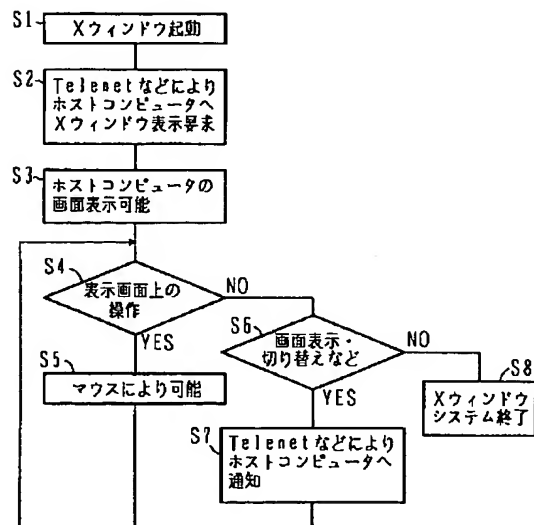 S1
Xウィンドウ起動
S2
Telenetなどにより
ホストコンピュータへ
Xウィンドウ表示要求
S3
ホストコンピュータの
画面表示可能
S4
表示画面上の
操作
NO
YES
S5
マウスにより可能
S6
画面表示・
切り替えなど
NO
YES
S7
Telenetなどにより
ホストコンピュータへ
通知
S8
Xウィンドウ
システム終了